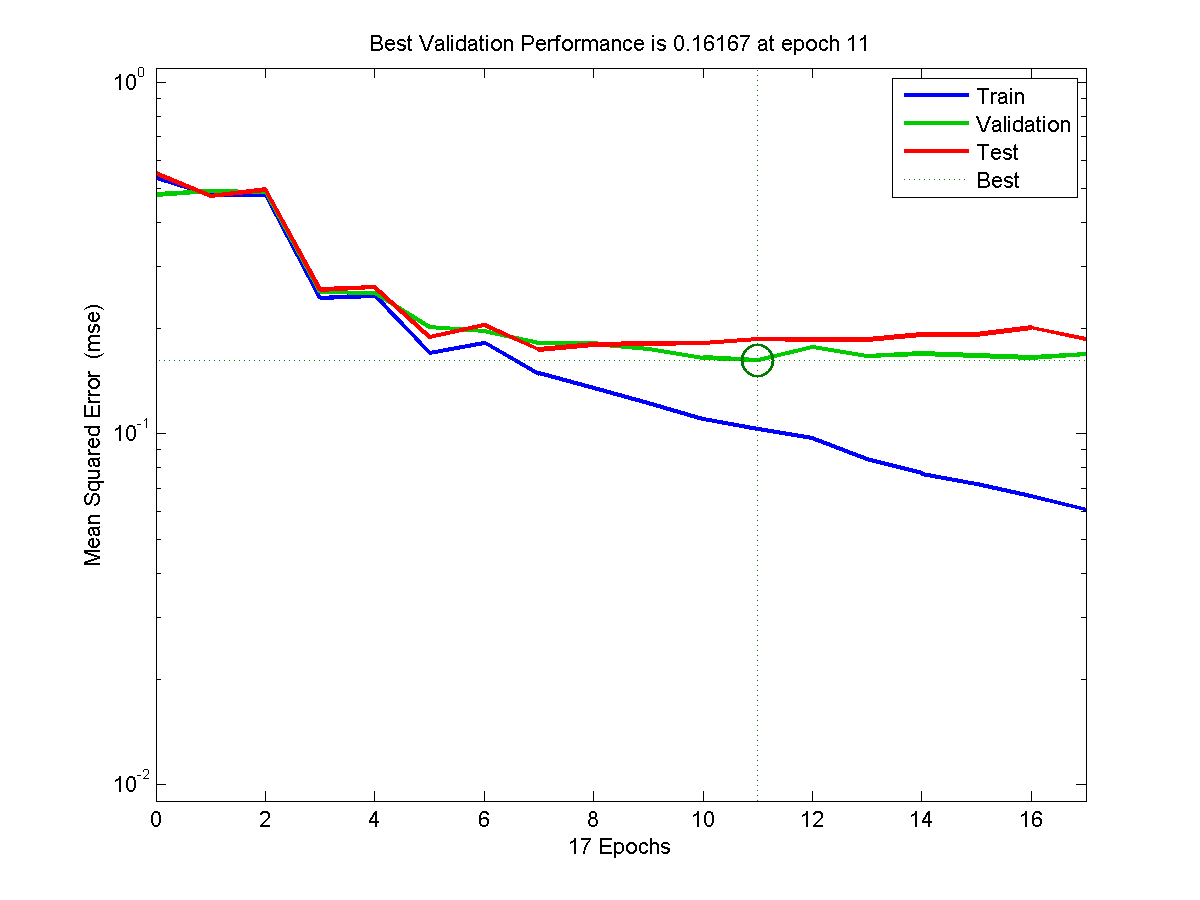 Best Validation Performance is 0.16167 at epoch 11
10^0
10^-1
10^-2
Mean Squared Error (mse)
Train
Validation
Test
Best
0 2 4 6 8 10 12 14 16
17 Epochs